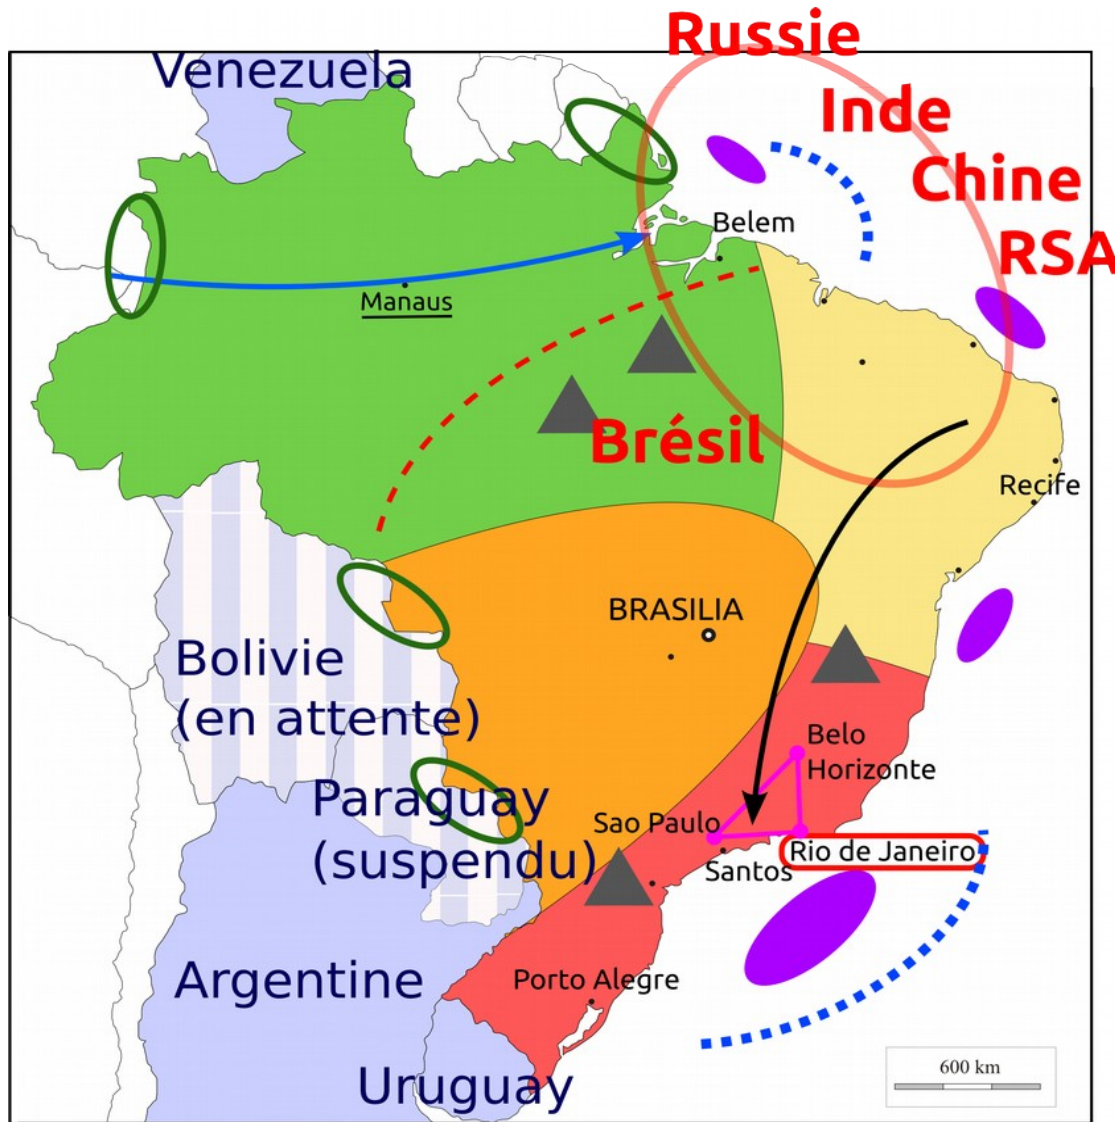 Russie
Venezuela
Inde
Chine
RSA
Belem
Manaus
Brésil
Recife
BRASILIA
Bolivie
(en attente)
Belo
Horizonte
Paraguay
(suspendu)
Sao Paulo
Rio de Janeiro
Santos
Argentine
Porto Alegre
Uruguay
600 km